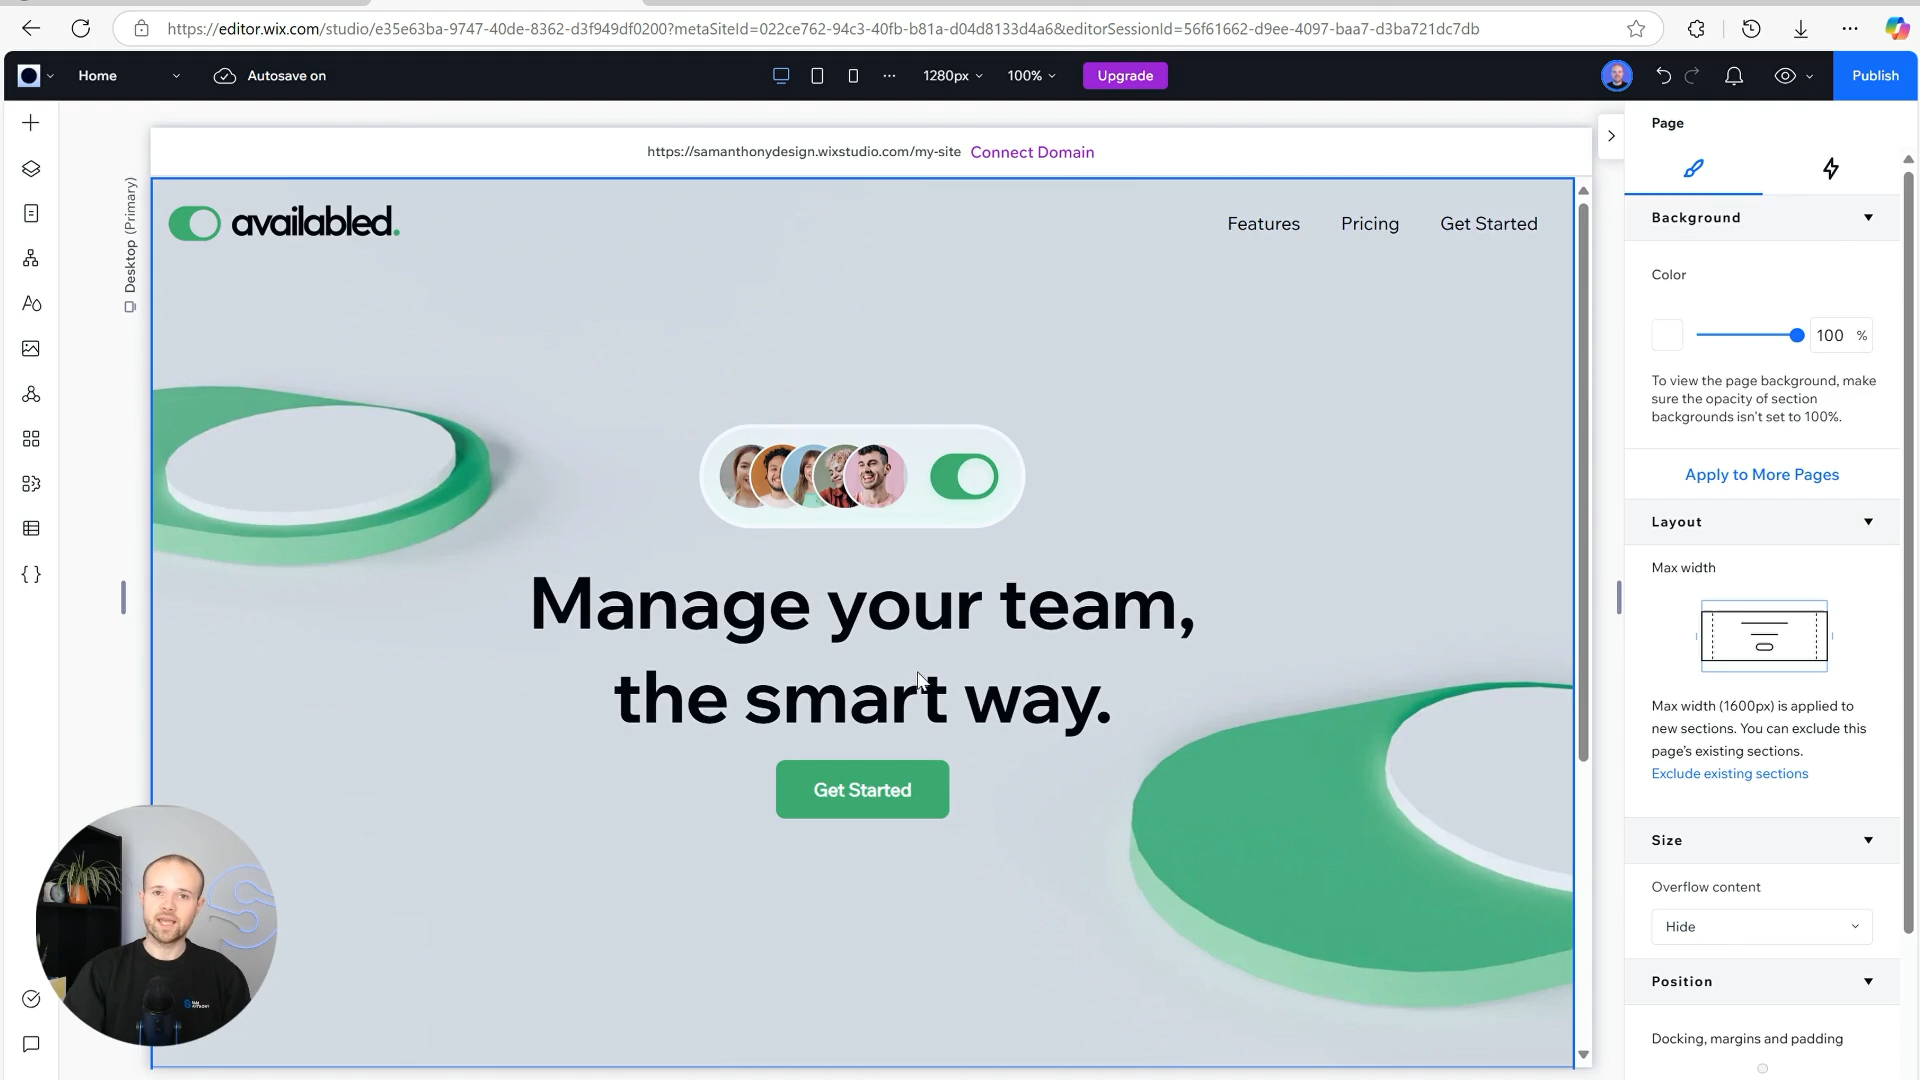 https://editor.wix.com/studio/e35e63ba-9747-40de-8362-d3f949df0200?metaSiteId=022ce762-94c3-40fb-b81a-d04d8133d4a6&editorSessionId=56f61662-d9ee-4097-baa7-d3ba721dc7db
Home
Autosave on
1280px
100%
Upgrade
Publish
https://samanthonydesign.wixstudio.com/my-site Connect Domain
Desktop (Primary)
availabled.
Features
Pricing
Get Started
Manage your team,
the smart way.
Get Started
Page
Background
Color
100 %
To view the page background, make
sure the opacity of section
backgrounds isn't set to 100%.
Apply to More Pages
Layout
Max width
Max width (1600px) is applied to
new sections. You can exclude this
page's existing sections.
Exclude existing sections
Size
Overflow content
Hide
Position
Docking, margins and padding